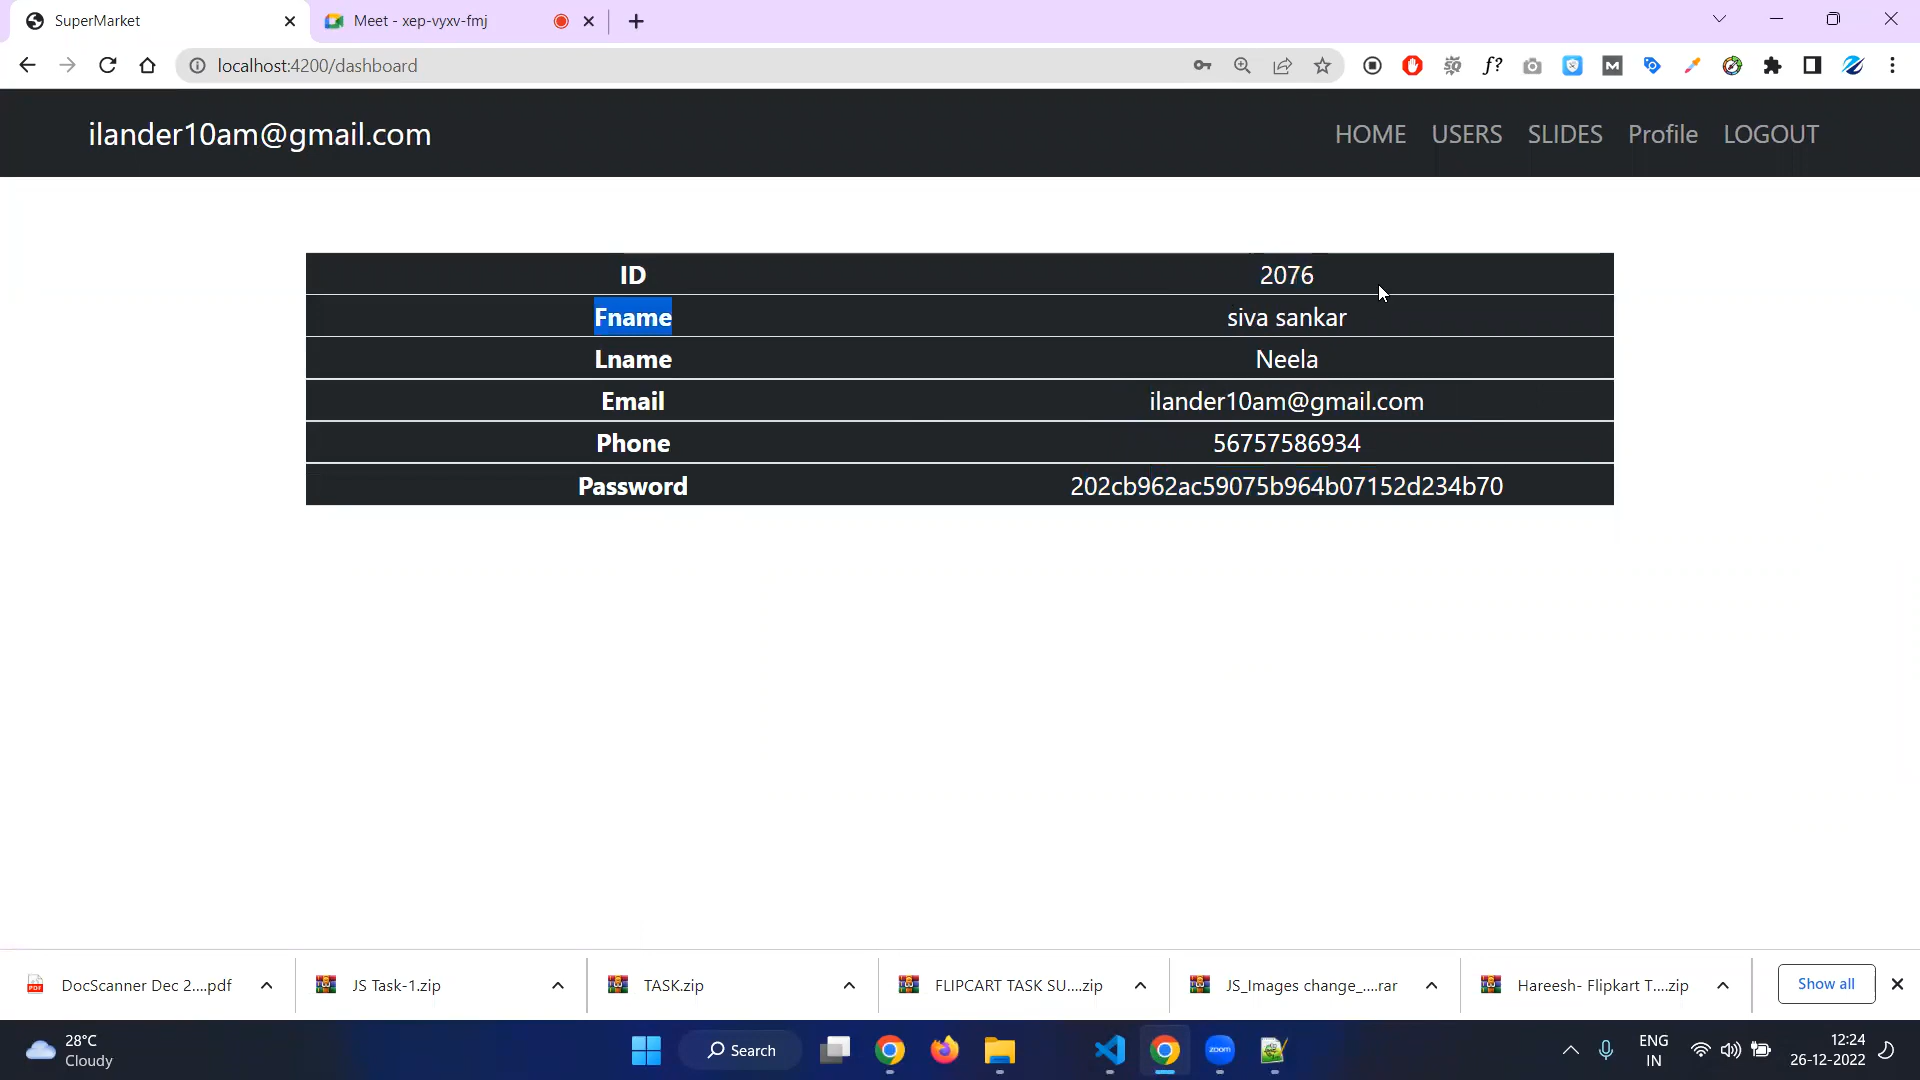 SuperMarket
Meet - xep-vyxv-fmj
localhost:4200/dashboard
f?
M
ilander10am@gmail.com
HOME USERS SLIDES Profile LOGOUT
ID 2076
Fname siva sankar
Lname Neela
Email ilander10am@gmail.com
Phone 56757586934
Password 202cb962ac59075b964b07152d234b70
PDF DocScanner Dec 2....pdf
JS Task-1.zip
TASK.zip
FLIPCART TASK SU....zip
JS_Images change_....rar
Hareesh- Flipkart T....zip
Show all
28°C
Cloudy
Search
zoom
ENG
IN
12:24
26-12-2022